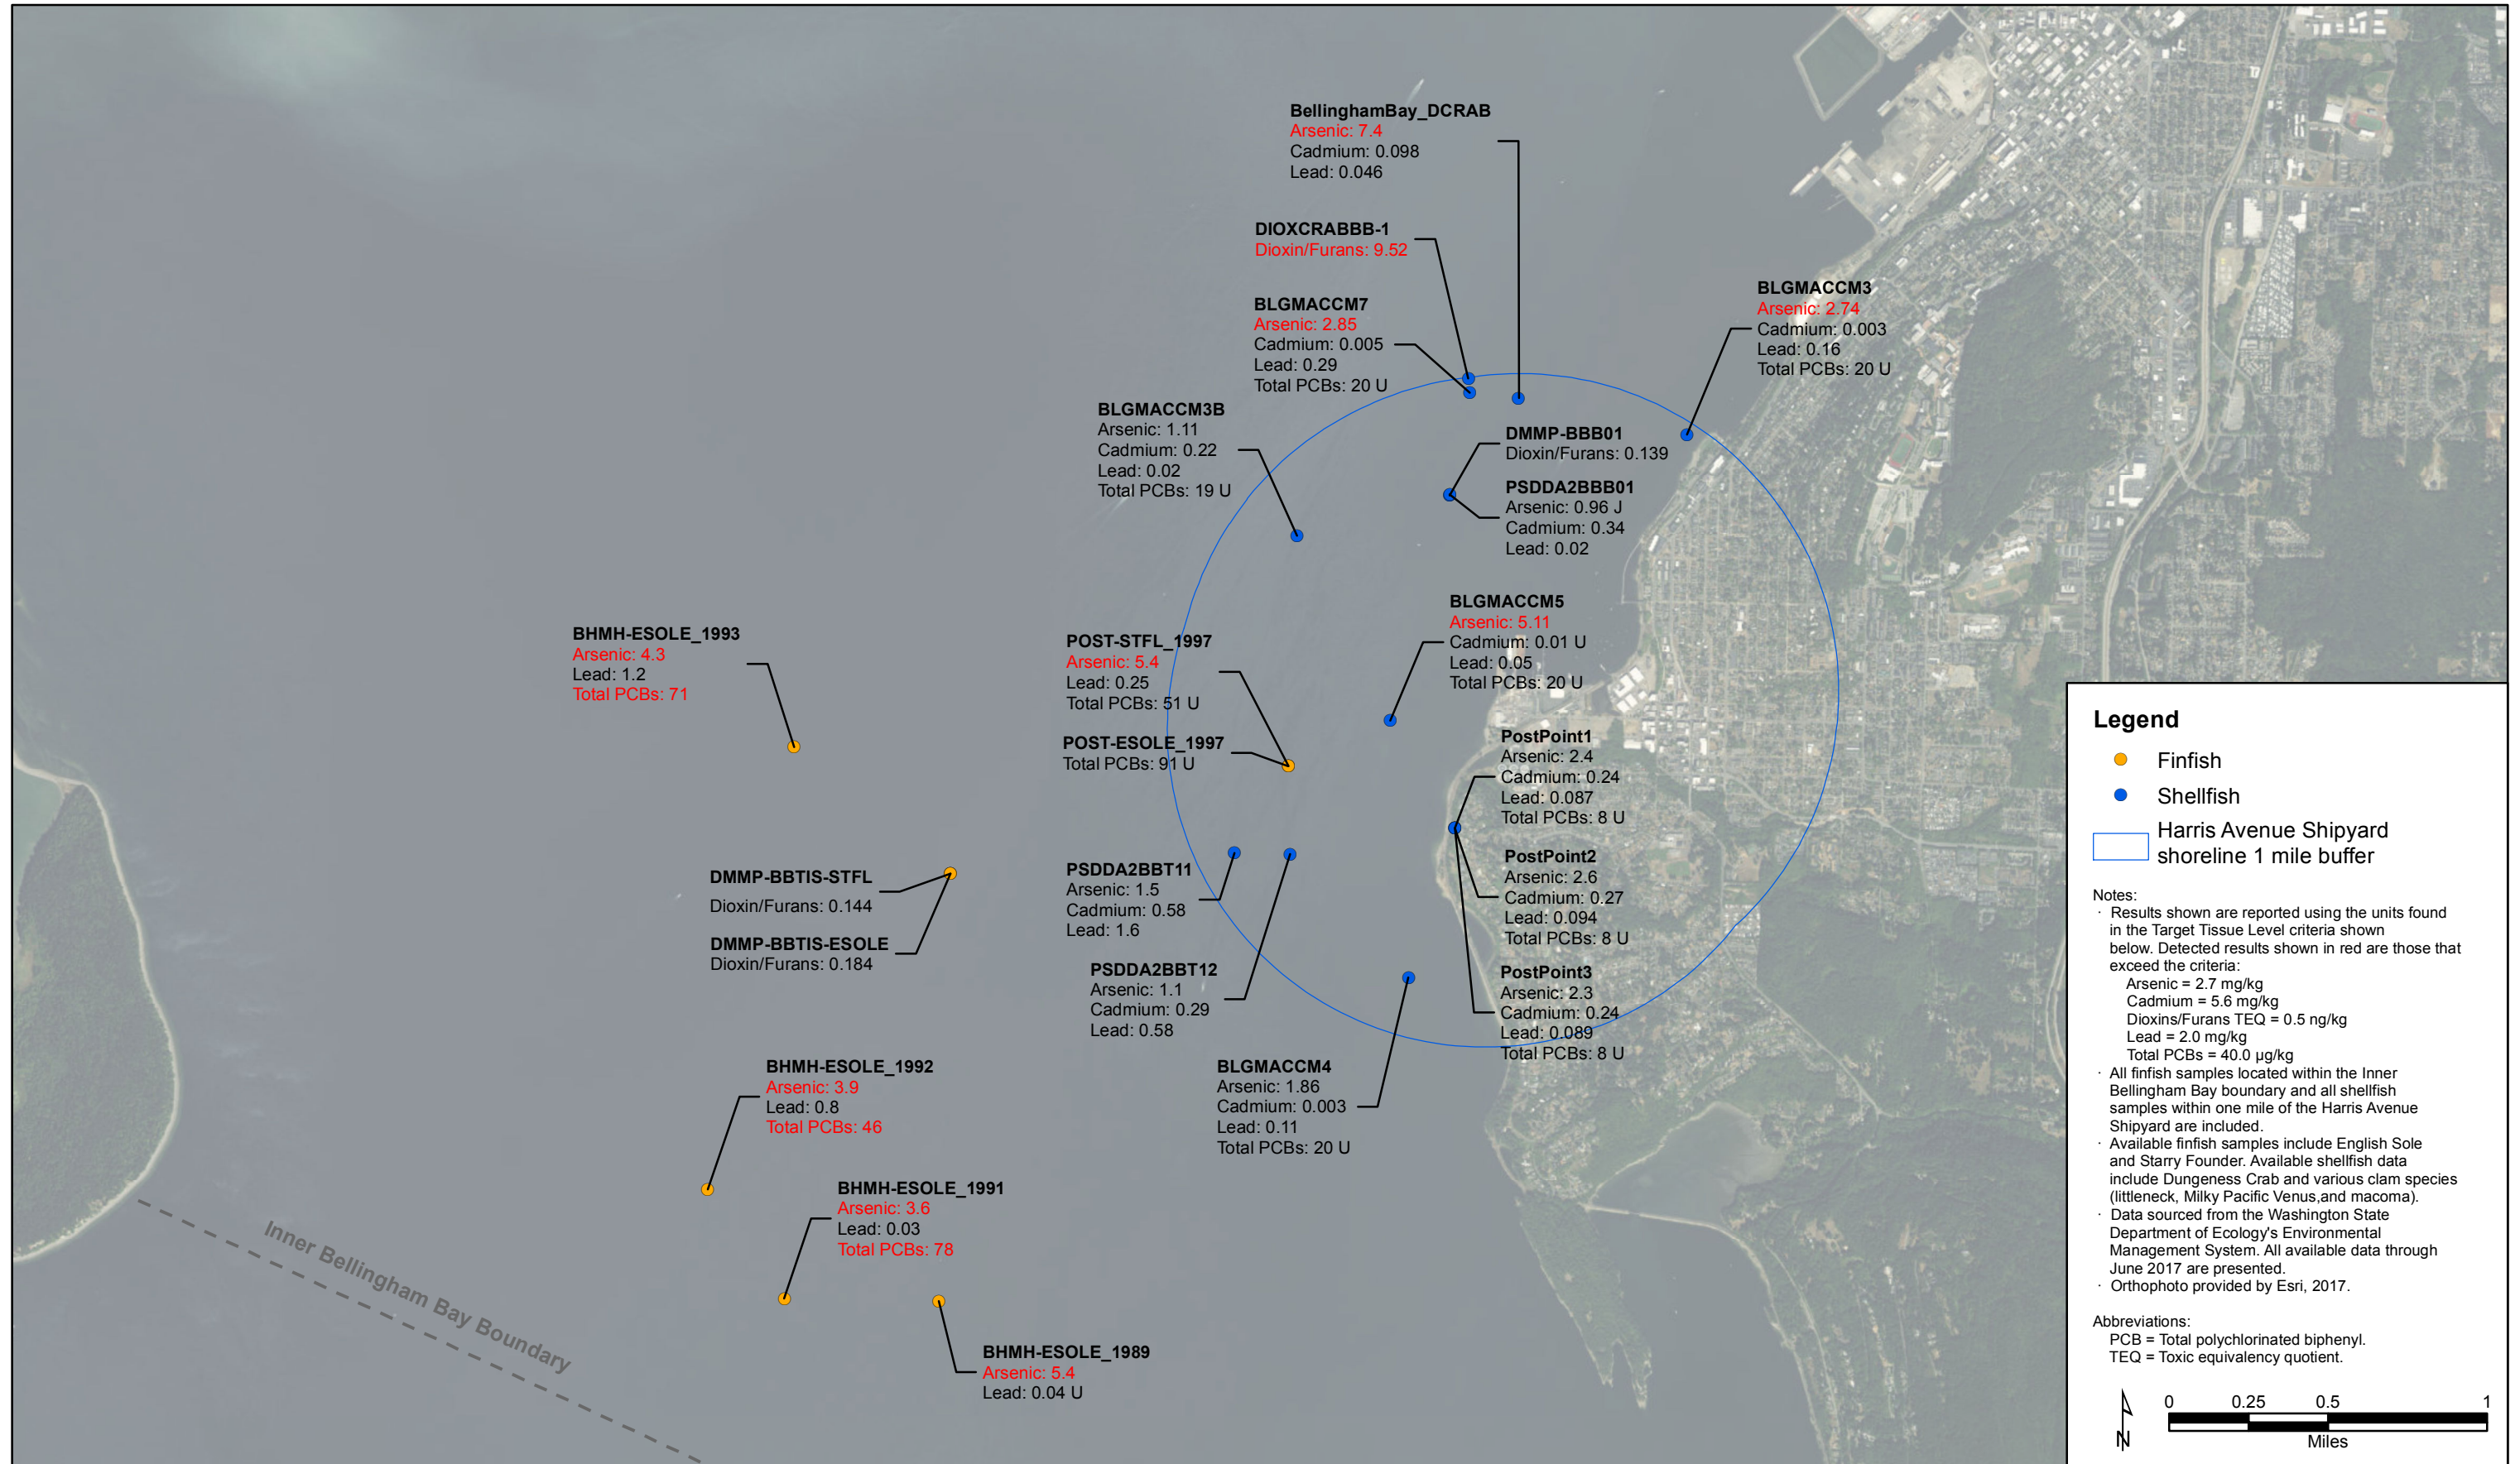 BellinghamBay_DCRAB
Arsenic: 7.4
Cadmium: 0.098
Lead: 0.046
DIOXCRABBB-1
Dioxin/Furans: 9.52
BLGMACCM7
Arsenic: 2.85
Cadmium: 0.005
Lead: 0.29
Total PCBs: 20 U
BLGMACCM3
Arsenic: 2.74
Cadmium: 0.003
Lead: 0.16
Total PCBs: 20 U
BLGMACCM3B
Arsenic: 1.11
Cadmium: 0.22
Lead: 0.02
Total PCBs: 19 U
DMMP-BBB01
Dioxin/Furans: 0.139
PSDDA2BBB01
Arsenic: 0.96 J
Cadmium: 0.34
Lead: 0.02
BLGMACCM5
Arsenic: 5.11
Cadmium: 0.01 U
Lead: 0.05
Total PCBs: 20 U
BHMH-ESOLE_1993
Arsenic: 4.3
Lead: 1.2
Total PCBs: 71
POST-STFL_1997
Arsenic: 5.4
Lead: 0.25
Total PCBs: 51 U
POST-ESOLE_1997
Total PCBs: 91 U
PostPoint1
Arsenic: 2.4
Cadmium: 0.24
Lead: 0.087
Total PCBs: 8 U
PostPoint2
Arsenic: 2.6
Cadmium: 0.27
Lead: 0.094
Total PCBs: 8 U
PostPoint3
Arsenic: 2.3
Cadmium: 0.24
Lead: 0.089
Total PCBs: 8 U
DMMP-BBTIS-STFL
Dioxin/Furans: 0.144
DMMP-BBTIS-ESOLE
Dioxin/Furans: 0.184
PSDDA2BBT11
Arsenic: 1.5
Cadmium: 0.58
Lead: 1.6
PSDDA2BBT12
Arsenic: 1.1
Cadmium: 0.29
Lead: 0.58
BLGMACCM4
Arsenic: 1.86
Cadmium: 0.003
Lead: 0.11
Total PCBs: 20 U
BHMH-ESOLE_1992
Arsenic: 3.9
Lead: 0.8
Total PCBs: 46
BHMH-ESOLE_1991
Arsenic: 3.6
Lead: 0.03
Total PCBs: 78
BHMH-ESOLE_1989
Arsenic: 5.4
Lead: 0.04 U
Inner Bellingham Bay Boundary
Legend
Finfish
Shellfish
Harris Avenue Shipyard
shoreline 1 mile buffer
Notes:
· Results shown are reported using the units found
in the Target Tissue Level criteria shown
below. Detected results shown in red are those that
exceed the criteria:
Arsenic = 2.7 mg/kg
Cadmium = 5.6 mg/kg
Dioxins/Furans TEQ = 0.5 ng/kg
Lead = 2.0 mg/kg
Total PCBs = 40.0 µg/kg
· All finfish samples located within the Inner
Bellingham Bay boundary and all shellfish
samples within one mile of the Harris Avenue
Shipyard are included.
· Available finfish samples include English Sole
and Starry Founder. Available shellfish data
include Dungeness Crab and various clam species
(littleneck, Milky Pacific Venus,and macoma).
· Data sourced from the Washington State
Department of Ecology's Environmental
Management System. All available data through
June 2017 are presented.
· Orthophoto provided by Esri, 2017.
Abbreviations:
PCB = Total polychlorinated biphenyl.
TEQ = Toxic equivalency quotient.
N
0 0.25 0.5 1
Miles